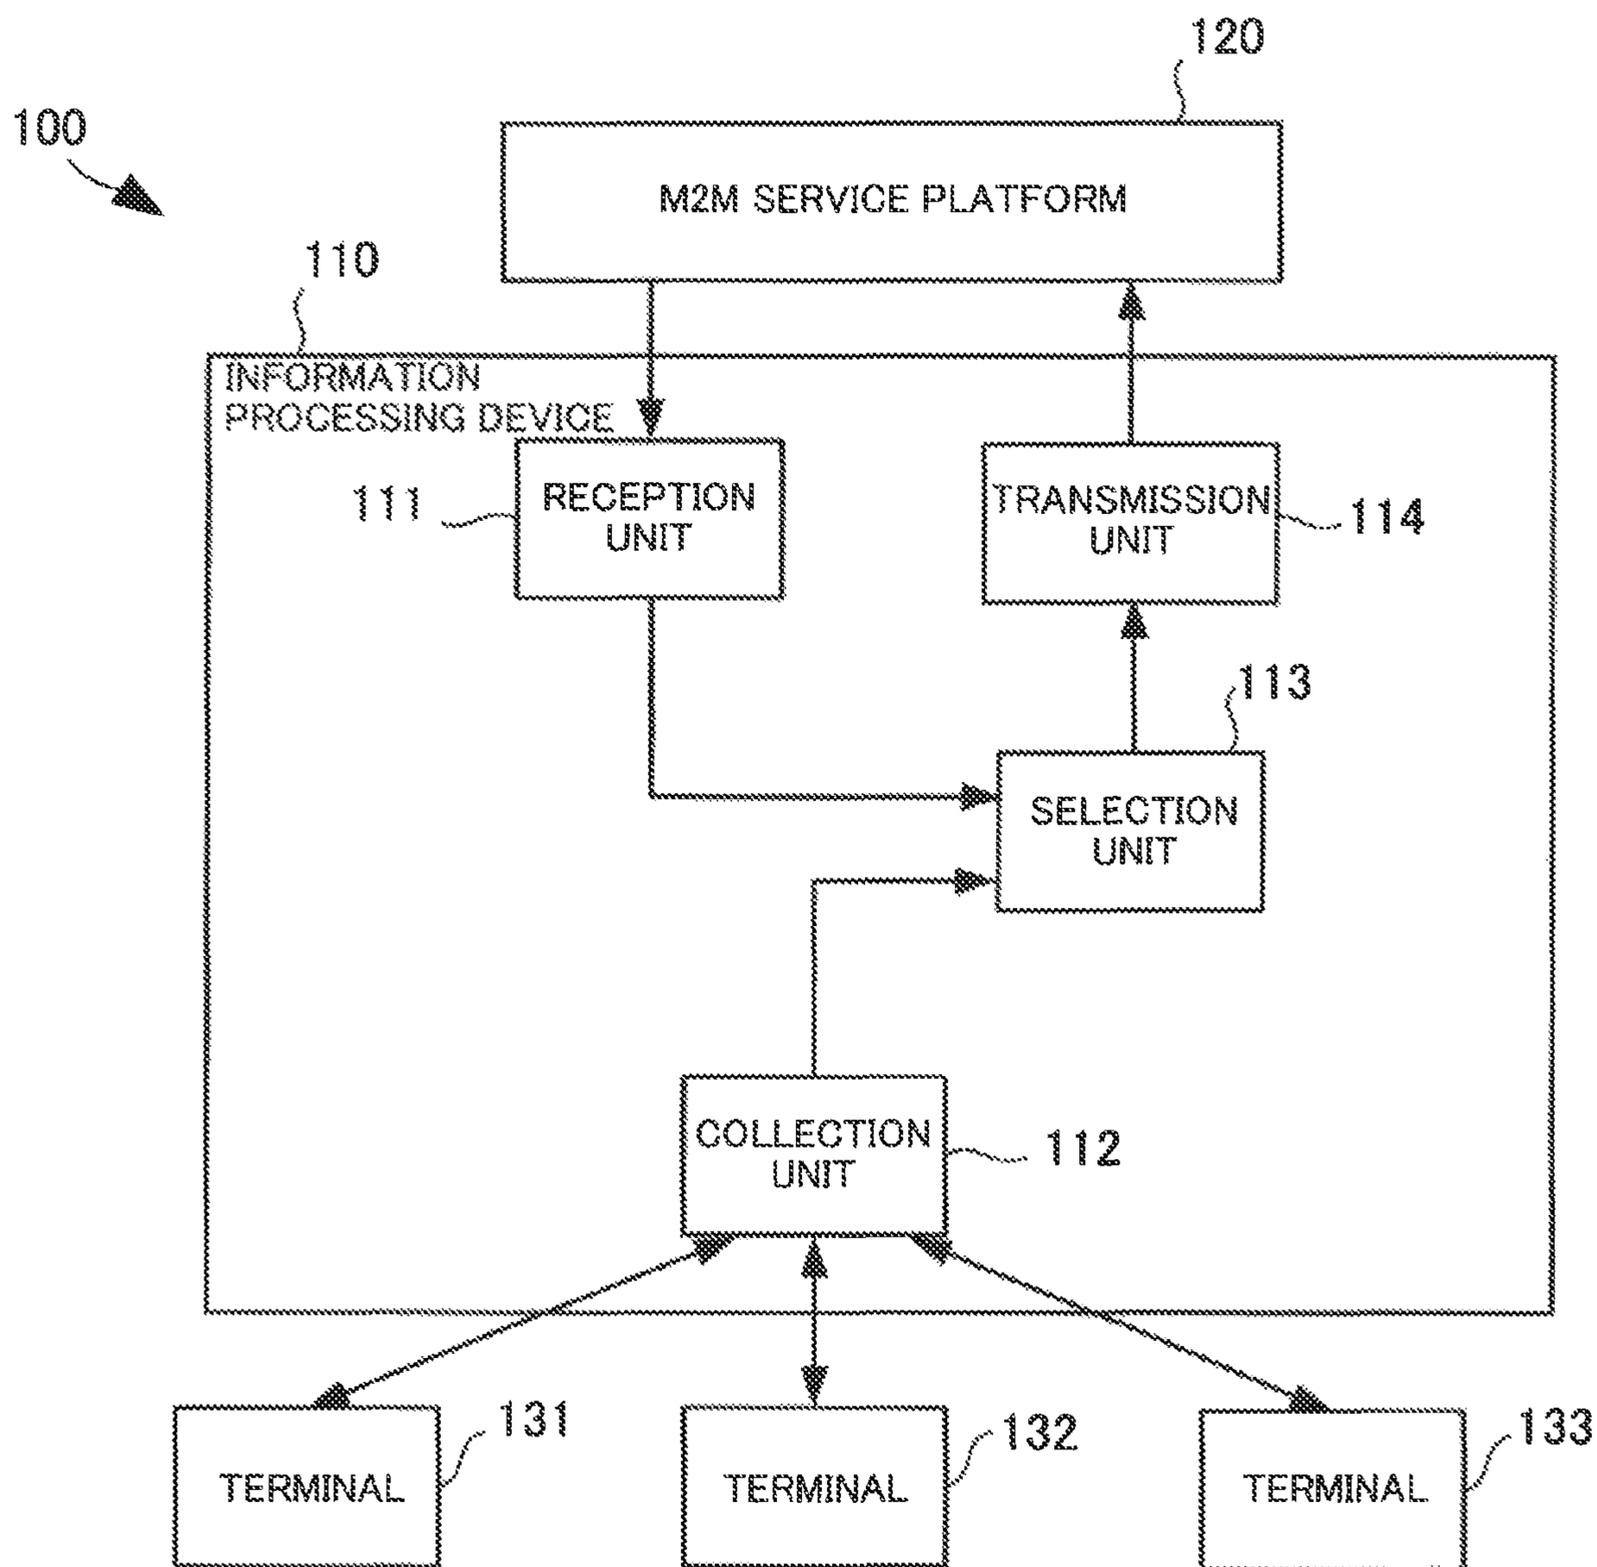 120
100
M2M SERVICE PLATFORM
110
INFORMATION
PROCESSING DEVICE
111
RECEPTION
UNIT
TRANSMISSION
UNIT
114
113
SELECTION
UNIT
COLLECTION
UNIT
112
131
132
133
TERMINAL
TERMINAL
TERMINAL